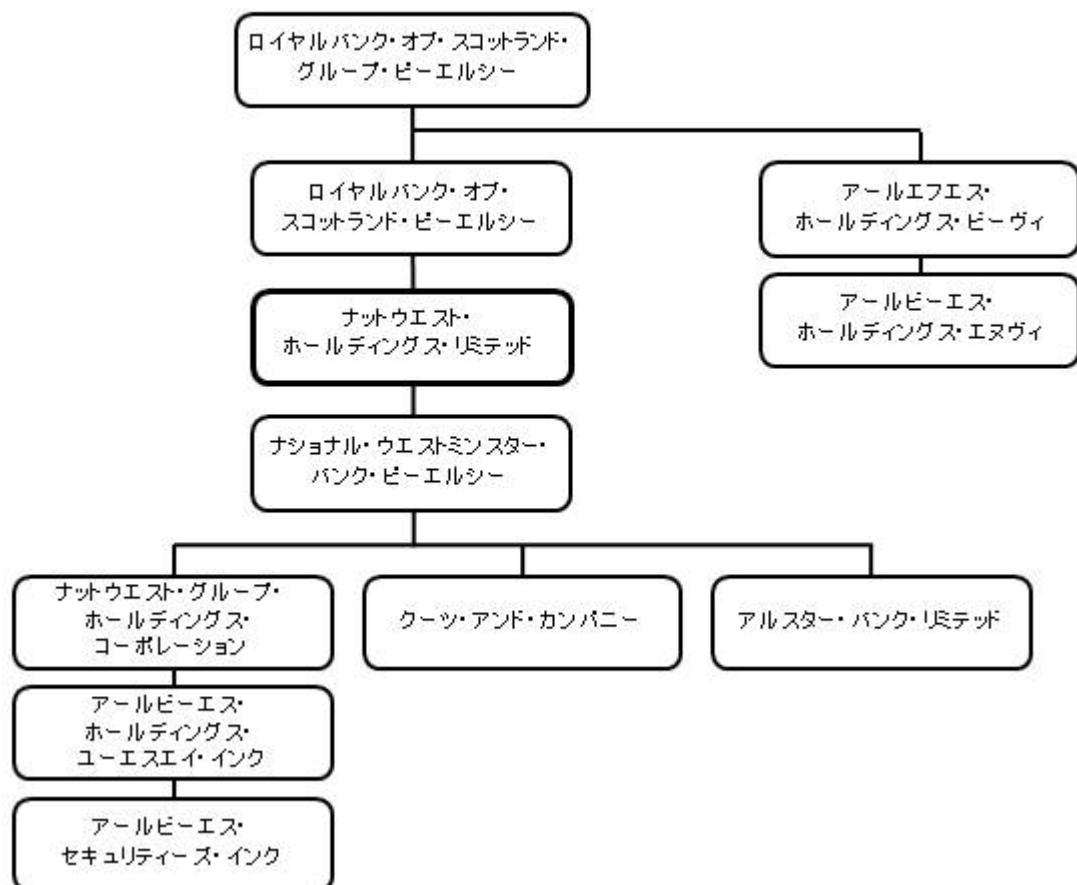 ロイヤルバンク・オブ・スコットランド・
グループ・ピーエルシー
ロイヤルバンク・オブ・
スコットランド・ピーエルシー
アールエフエス・
ホールディングス・ビーヴィ
ナットウエスト・
ホールディングス・リミテッド
アールビーエス・
ホールディングス・エヌヴィ
ナショナル・ウエストミンスター・
バンク・ピーエルシー
ナットウエスト・グループ・
ホールディングス・
コーポレーション
クーツ・アンド・カンパニー
アルスター・バンク・リミテッド
アールビーエス・
ホールディングス・
ユーエスエイ・インク
アールビーエス・
セキュリティーズ・インク